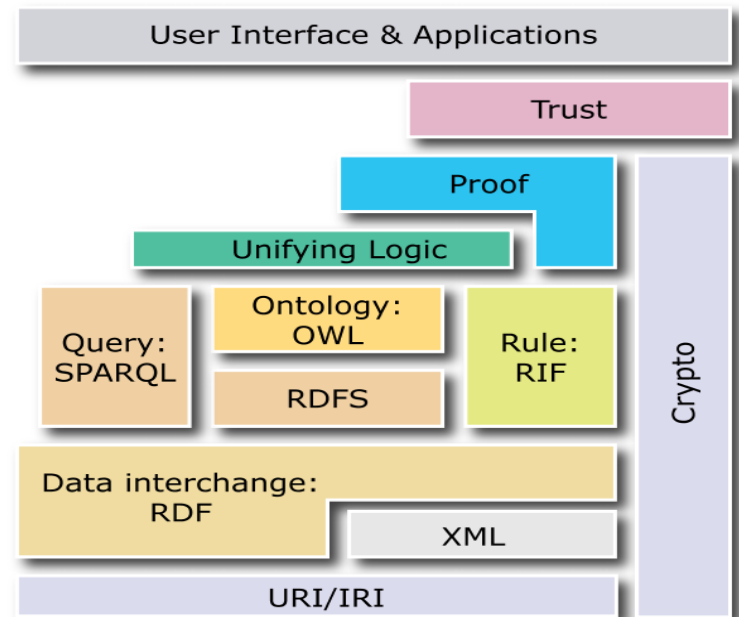 User Interface & Applications
Trust
Proof
Unifying Logic
Query:
SPARQL
Ontology:
OWL
RDFS
Rule:
RIF
Crypto
Data interchange:
RDF
XML
URI/IRI